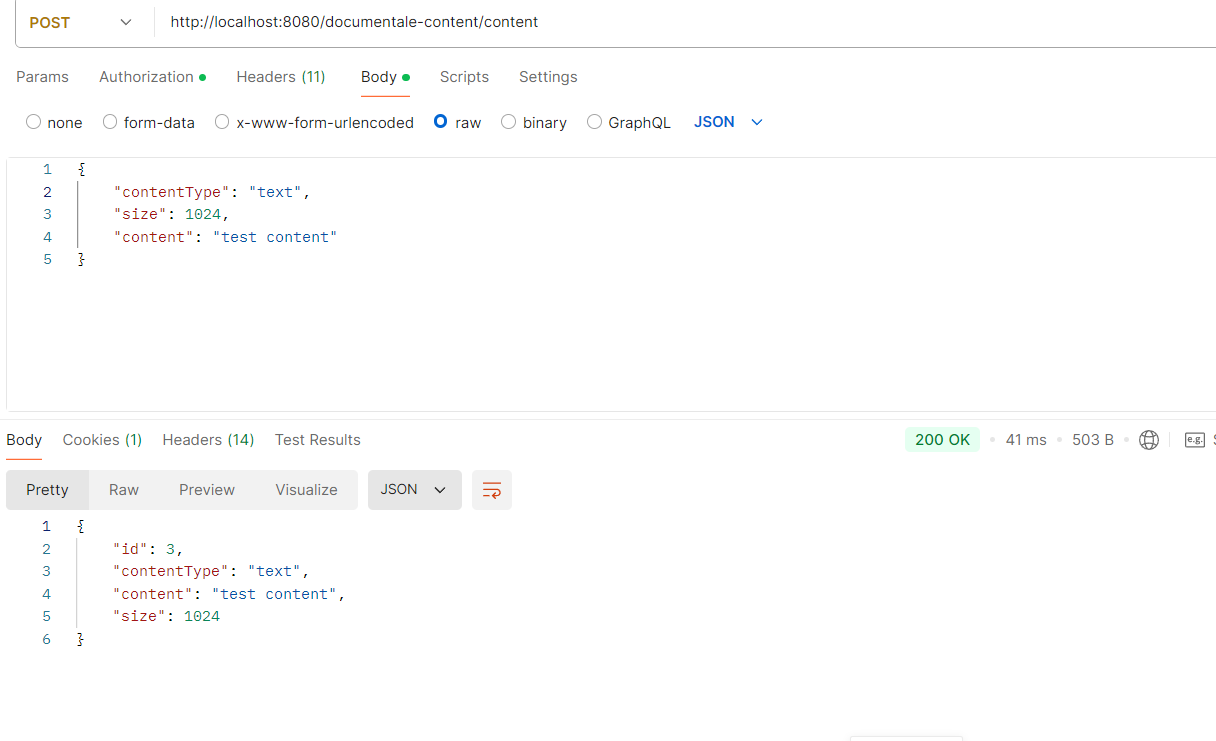 POST http://localhost:8080/documentale-content/content
Params Authorization Headers (11) Body Scripts Settings
none form-data x-www-form-urlencoded raw binary GraphQL JSON
1 {
2 "contentType": "text",
3 "size": 1024,
4 "content": "test content"
5 }
Body Cookies (1) Headers (14) Test Results 200 OK 41 ms 503 B e.g.
Pretty Raw Preview Visualize JSON
1 {
2 "id": 3,
3 "contentType": "text",
4 "content": "test content",
5 "size": 1024
6 }